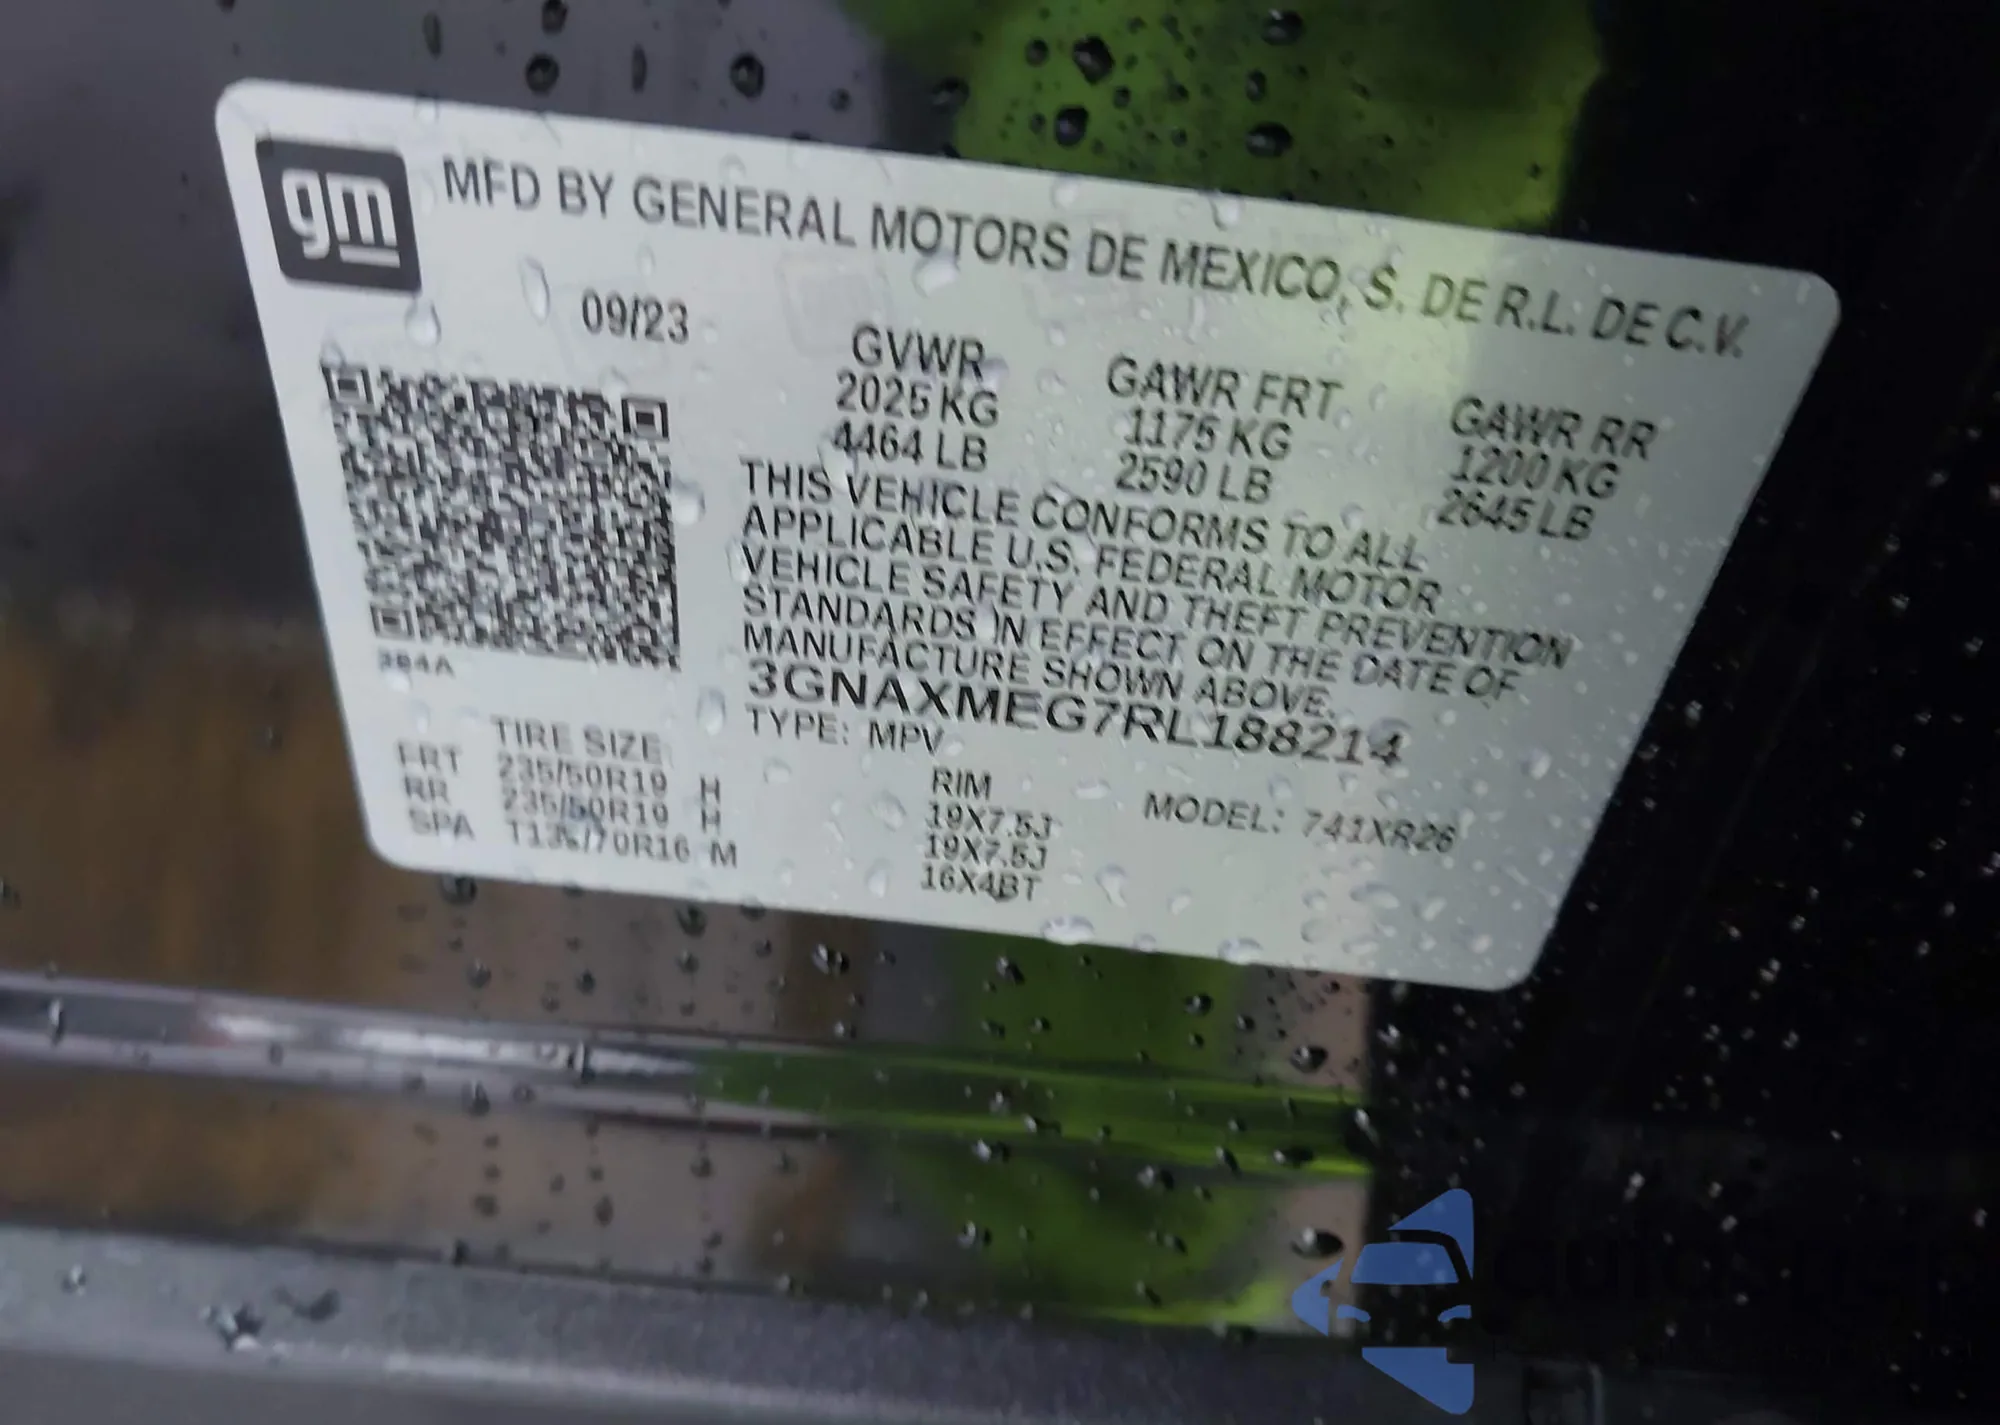 gm
MFD BY GENERAL MOTORS DE MEXICO, S. DE R.L. DE C.V.
09/23
GVWR GAWR FRT GAWR RR
2025 KG 1175 KG 1200 KG
4464 LB 2590 LB 2645 LB
THIS VEHICLE CONFORMS TO ALL
APPLICABLE U.S. FEDERAL MOTOR
VEHICLE SAFETY AND THEFT PREVENTION
STANDARDS IN EFFECT ON THE DATE OF
MANUFACTURE SHOWN ABOVE.
3GNAXMEG7RL188214
TYPE: MPV MODEL: 741XR26
TIRE SIZE RIM
FRT 235/50R19 H 19X7.5J
RR 235/50R19 H 19X7.5J
SPA T135/70R16 M 16X4BT